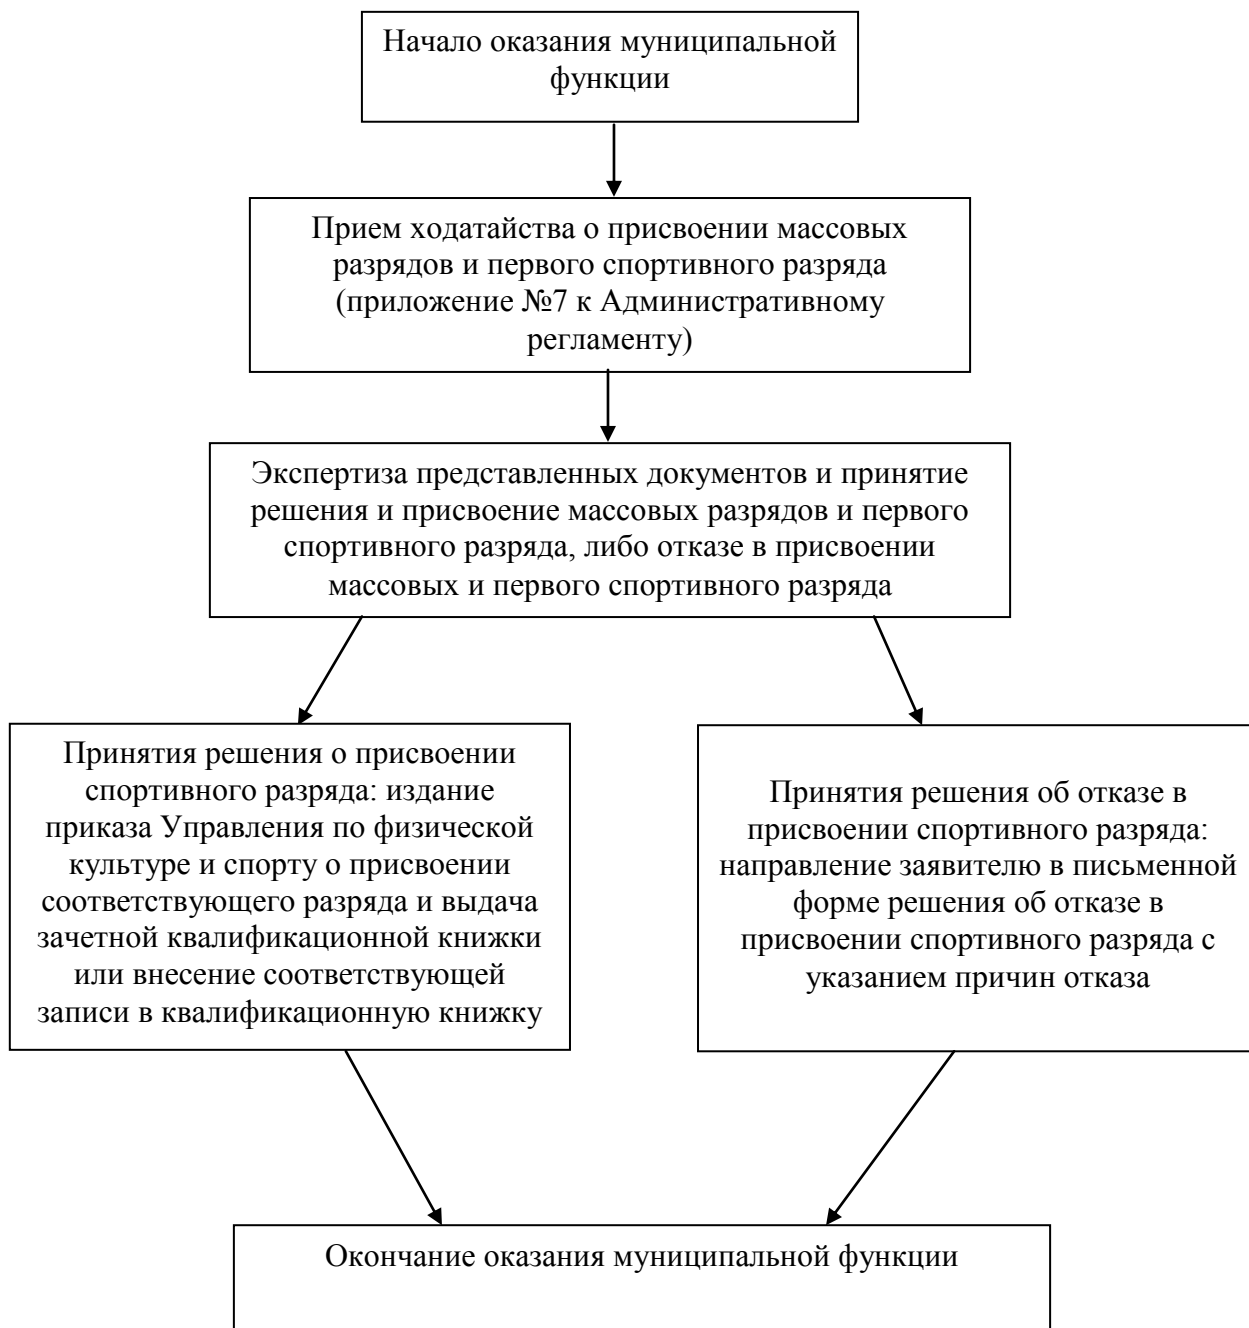 Начало оказания муниципальной
функции
Прием ходатайства о присвоении массовых
разрядов и первого спортивного разряда
(приложение №7 к Административному
регламенту)
Экспертиза представленных документов и принятие
решения и присвоение массовых разрядов и первого
спортивного разряда, либо отказе в присвоении
массовых и первого спортивного разряда
Принятия решения о присвоении
спортивного разряда: издание
приказа Управления по физической
культуре и спорту о присвоении
соответствующего разряда и выдача
зачетной квалификационной книжки
или внесение соответствующей
записи в квалификационную книжку
Принятия решения об отказе в
присвоении спортивного разряда:
направление заявителю в письменной
форме решения об отказе в
присвоении спортивного разряда с
указанием причин отказа
Окончание оказания муниципальной функции